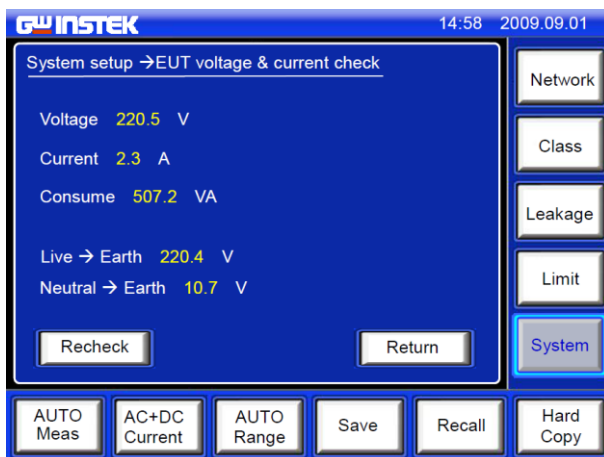 GWINSTEK 14:58 2009.09.01
System setup →EUT voltage & current check
Voltage 220.5 V
Current 2.3 A
Consume 507.2 VA
Live → Earth 220.4 V
Neutral → Earth 10.7 V
Recheck
Return
Network
Class
Leakage
Limit
System
AUTO
Meas
AC+DC
Current
AUTO
Range
Save
Recall
Hard
Copy